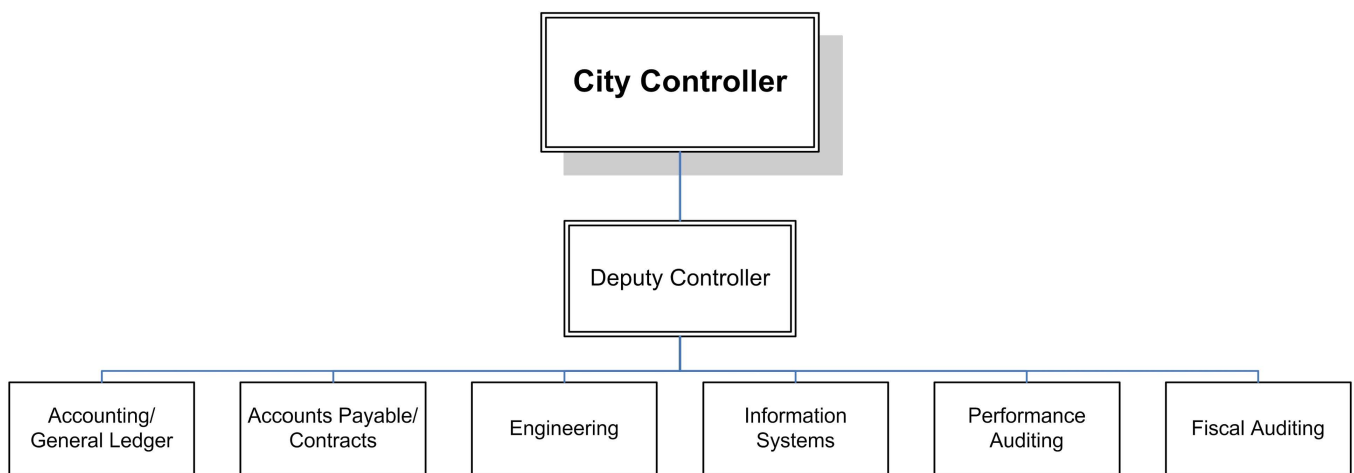 City Controller
Deputy Controller
Accounting/
General Ledger
Accounts Payable/
Contracts
Engineering
Information
Systems
Performance
Auditing
Fiscal Auditing